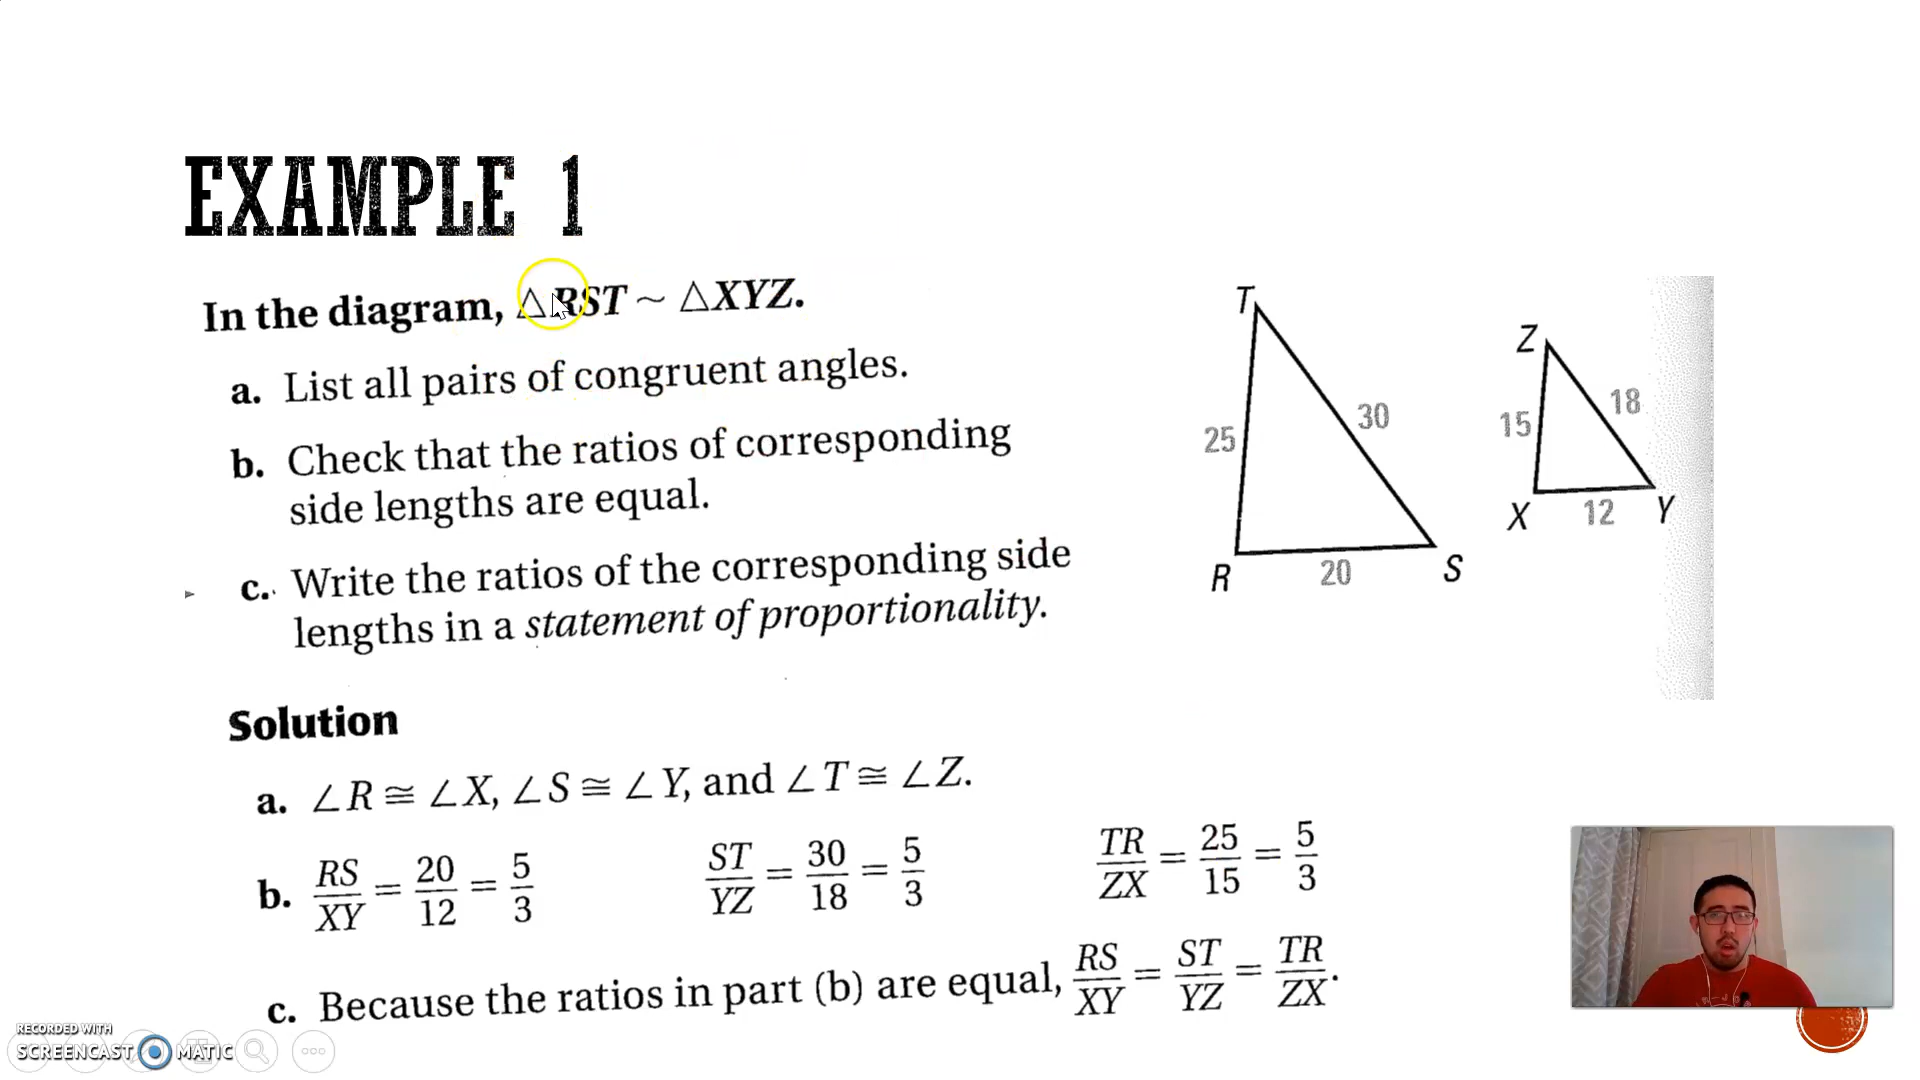 EXAMPLE 1
In the diagram, △RST ~ △XYZ.
a. List all pairs of congruent angles.
b. Check that the ratios of corresponding
side lengths are equal.
c. Write the ratios of the corresponding side
lengths in a statement of proportionality.
T
25
30
R
20
S
Z
15
18
X
12
Y
Solution
a. ∠R ≅ ∠X, ∠S ≅ ∠Y, and ∠T ≅ ∠Z.
b. RS/XY = 20/12 = 5/3 ST/YZ = 30/18 = 5/3 TR/ZX = 25/15 = 5/3
c. Because the ratios in part (b) are equal, RS/XY = ST/YZ = TR/ZX.
RECORDED WITH
SCREENCAST MATIC